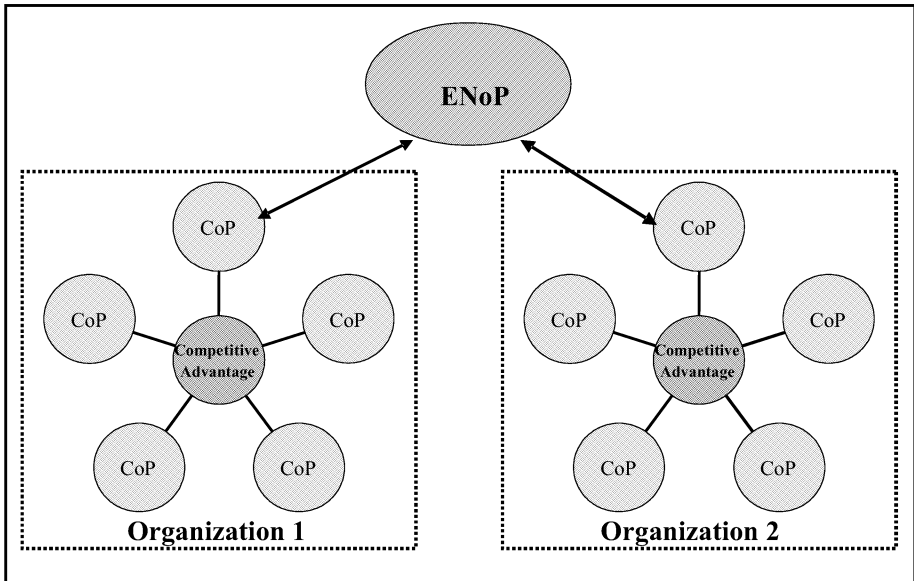 ENoP
CoP
CoP
CoP
Competitive
Advantage
CoP
CoP
Organization 1
CoP
CoP
CoP
Competitive
Advantage
CoP
CoP
Organization 2